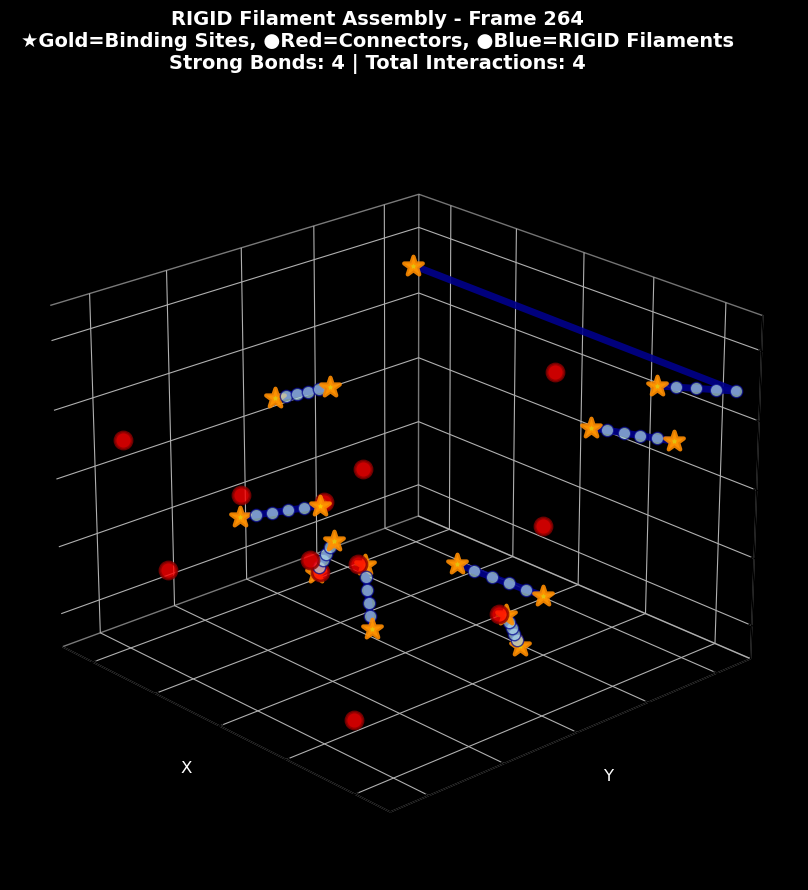 RIGID Filament Assembly - Frame 264
★Gold=Binding Sites, ●Red=Connectors, ●Blue=RIGID Filaments
Strong Bonds: 4 | Total Interactions: 4
X
Y